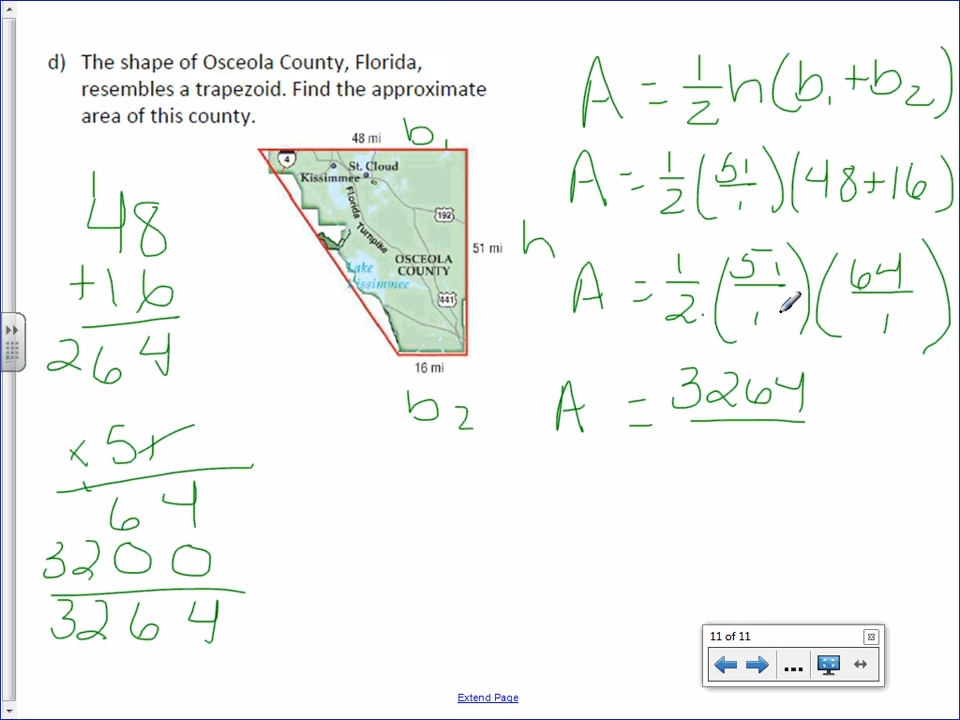 d) The shape of Osceola County, Florida,
resembles a trapezoid. Find the approximate
area of this county.
48 mi b₁
4
St. Cloud
Kissimmee
Florida Turnpike
192
51 mi h
OSCEOLA
COUNTY
Lake
Kissimmee
441
16 mi
b₂
1
48
+16
264
× 51
64
3200
3264
A = 1/2 h(b₁ + b₂)
A = 1/2 (51/1)(48+16)
A = 1/2 · (51/1)(64/1)
A = 3264
11 of 11
...
Extend Page